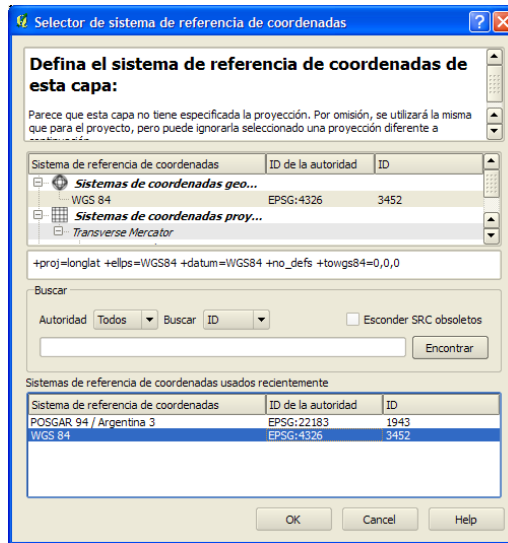 Selector de sistema de referencia de coordenadas
Defina el sistema de referencia de coordenadas de
esta capa:
Parece que esta capa no tiene especificada la proyección. Por omisión, se utilizará la misma
que para el proyecto, pero puede ignorarla seleccionado una proyección diferente a
Sistema de referencia de coordenadas ID de la autoridad ID
Sistemas de coordenadas geo...
WGS 84 EPSG:4326 3452
Sistemas de coordenadas proy...
Transverse Mercator
+proj=longlat +ellps=WGS84 +datum=WGS84 +no_defs +towgs84=0,0,0
Buscar
Autoridad Todos Buscar ID Esconder SRC obsoletos
Encontrar
Sistemas de referencia de coordenadas usados recientemente
Sistema de referencia de coordenadas ID de la autoridad ID
POSGAR 94 / Argentina 3 EPSG:22183 1943
WGS 84 EPSG:4326 3452
OK Cancel Help